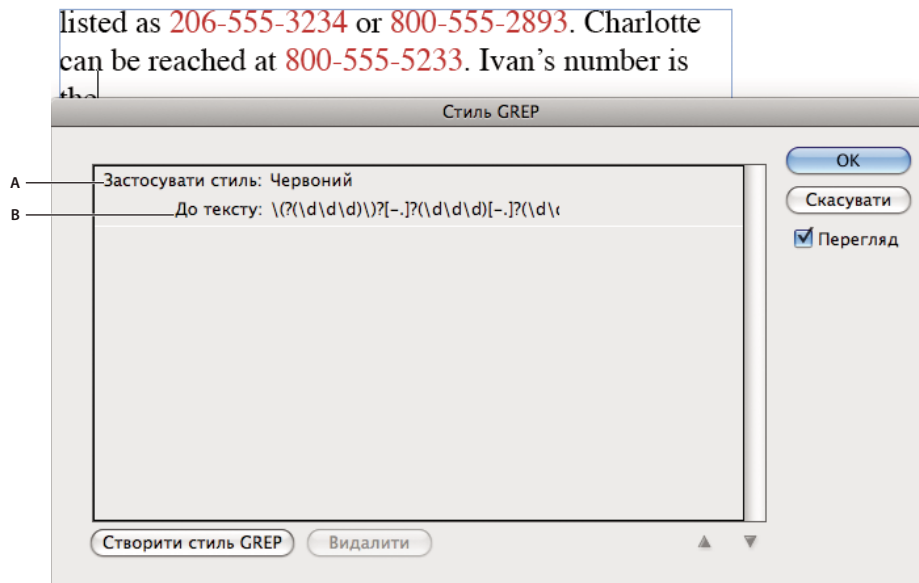 listed as 206-555-3234 or 800-555-2893. Charlotte
can be reached at 800-555-5233. Ivan’s number is
the
Стиль GREP
A
Застосувати стиль: Червоний
B
До тексту: \(?(\d\d\d)\)?[-.]?(\d\d\d)[-.]?(\d\
OK
Скасувати
Перегляд
Створити стиль GREP
Видалити